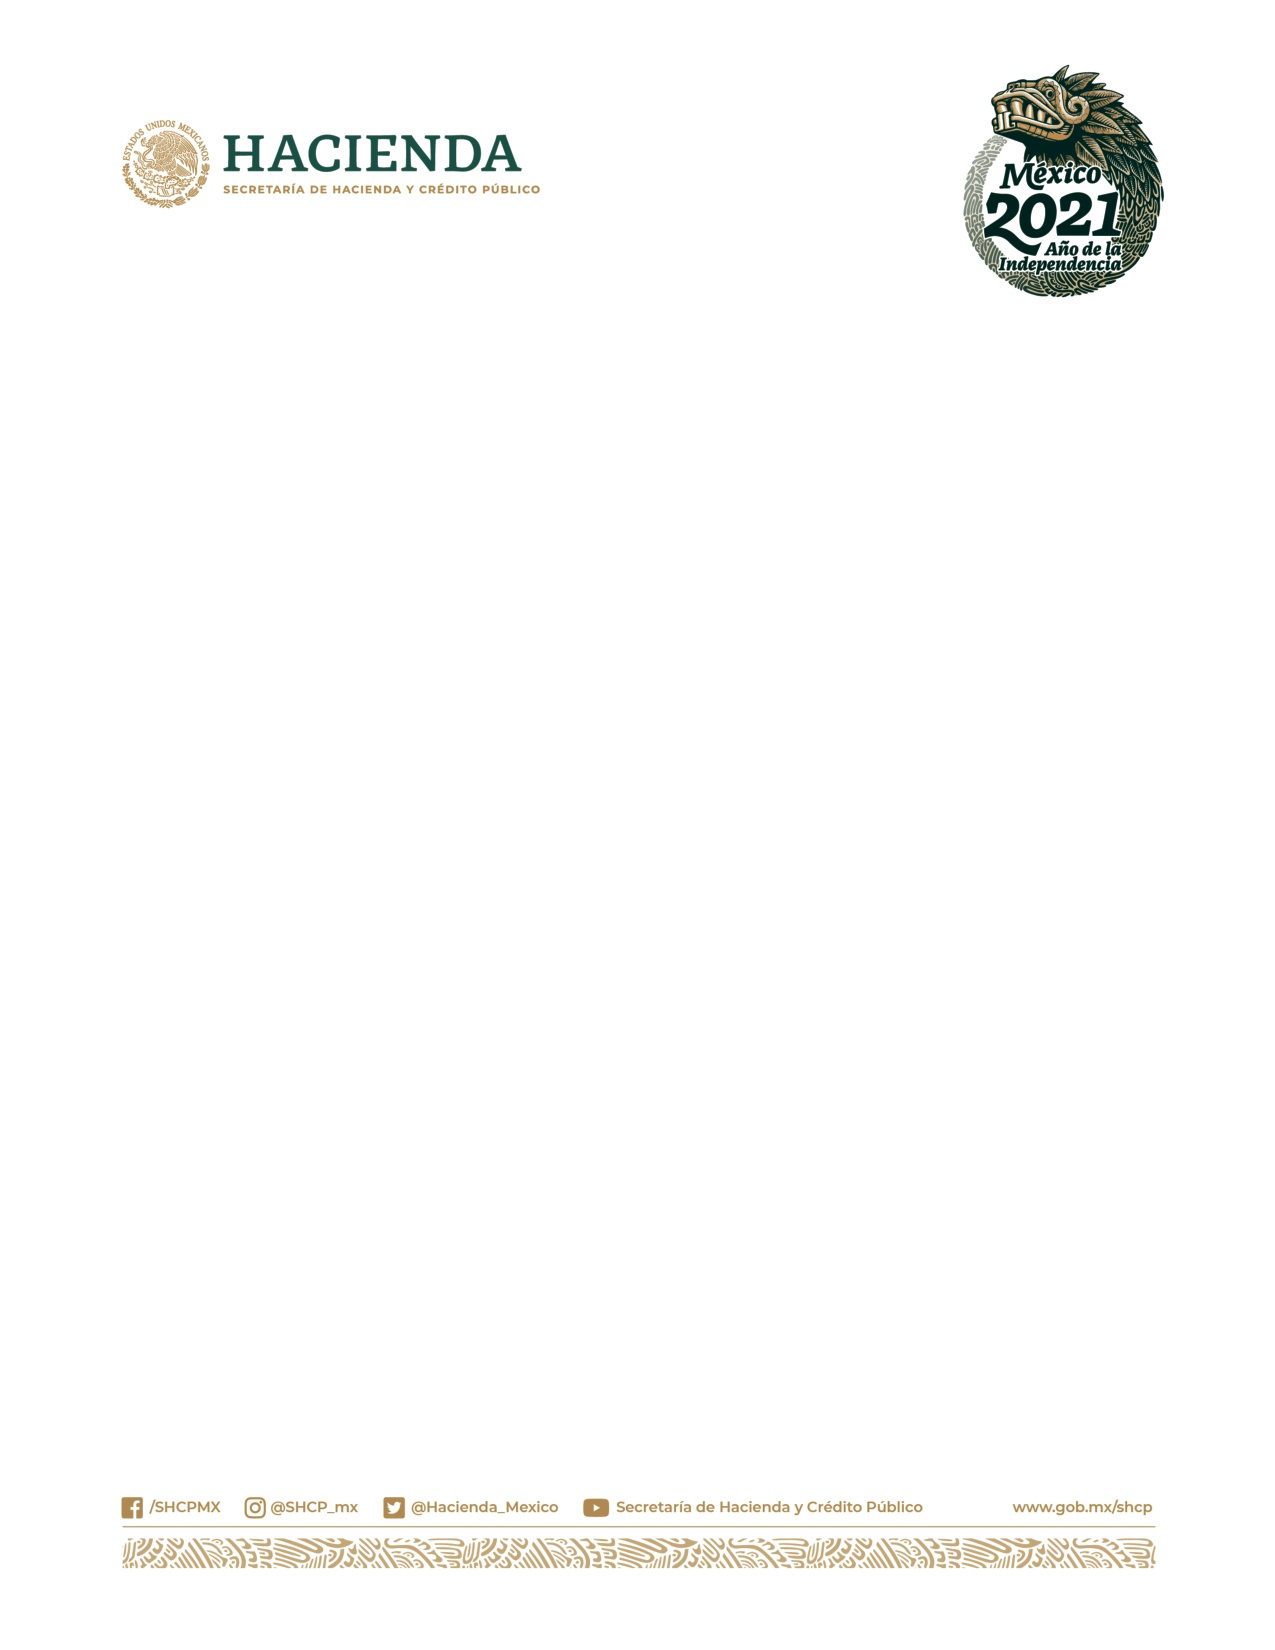 ESTADOS UNIDOS MEXICANOS
HACIENDA
SECRETARÍA DE HACIENDA Y CRÉDITO PÚBLICO
México
2021
Año de la
Independencia
/SHCPMX @SHCP_mx @Hacienda_Mexico Secretaría de Hacienda y Crédito Público www.gob.mx/shcp